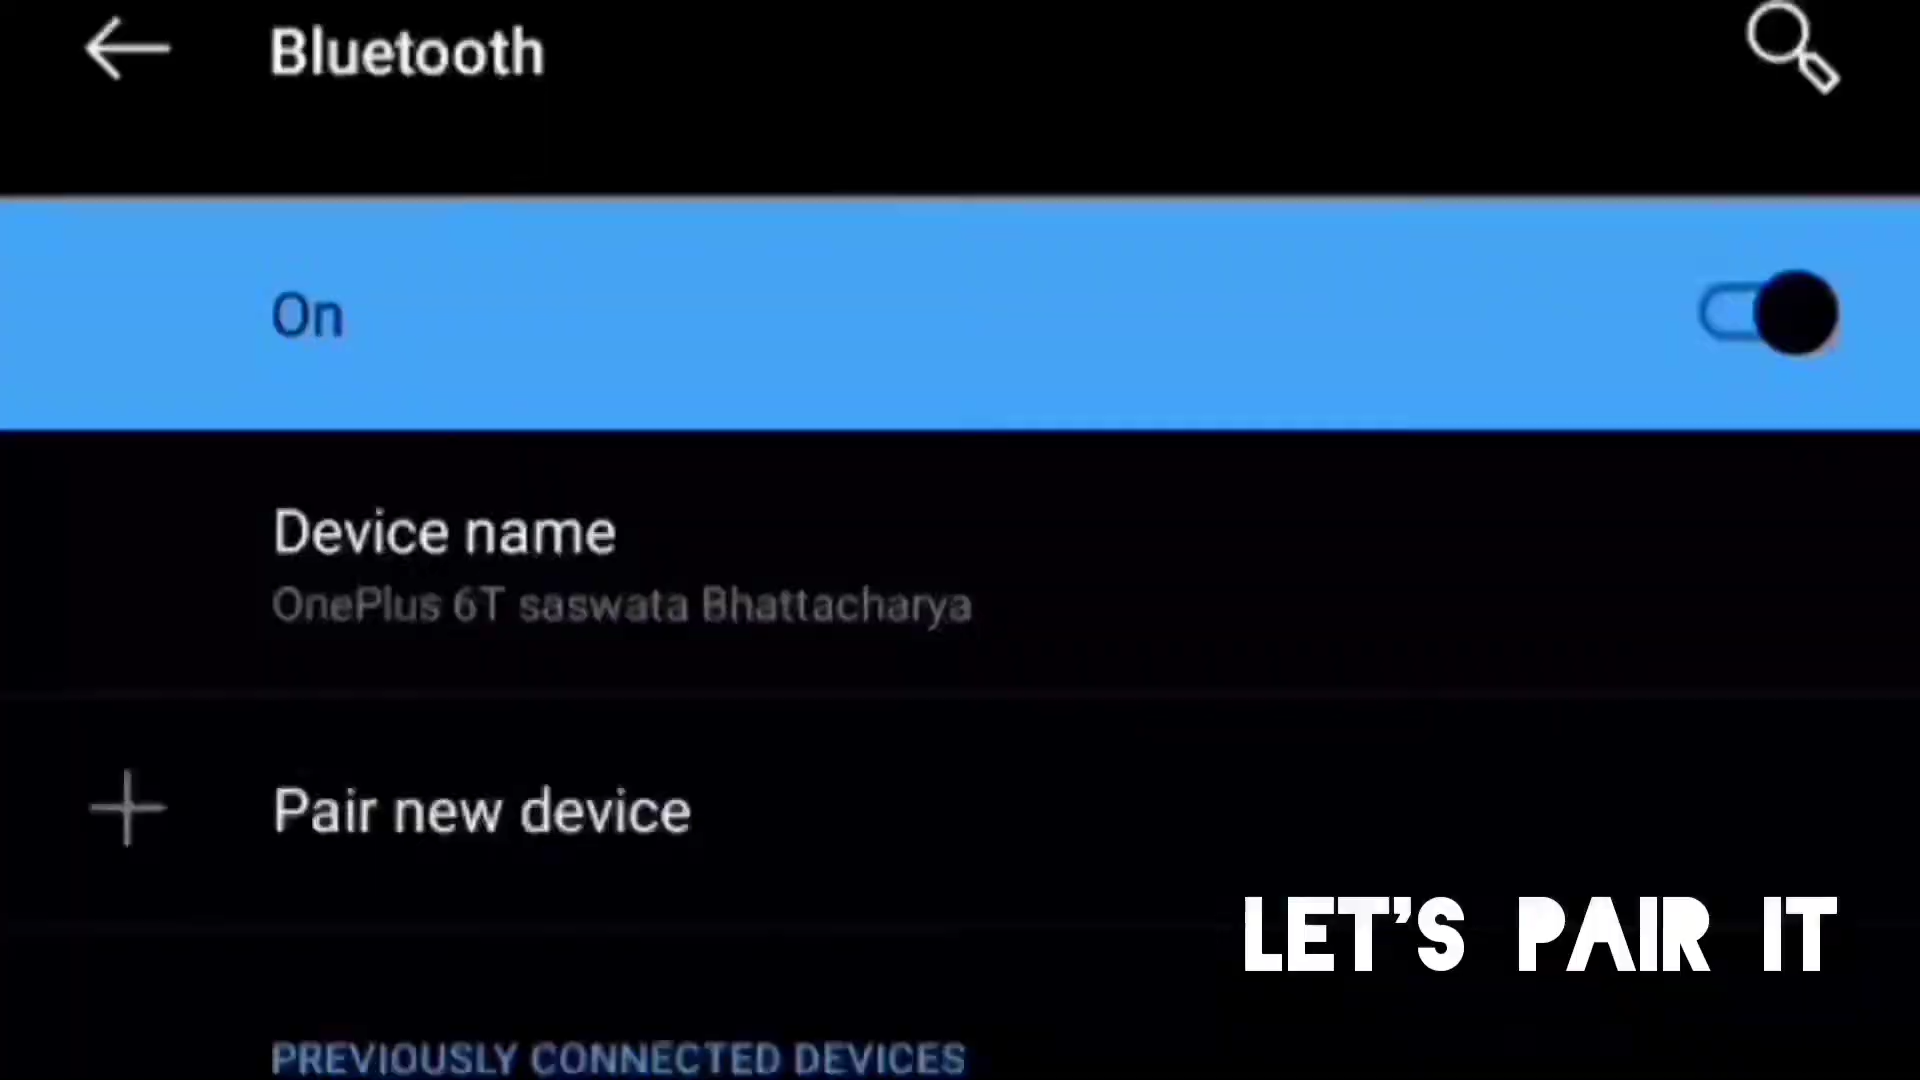 Bluetooth
On
Device name
OnePlus 6T saswata Bhattacharya
Pair new device
LET'S PAIR IT
PREVIOUSLY CONNECTED DEVICES